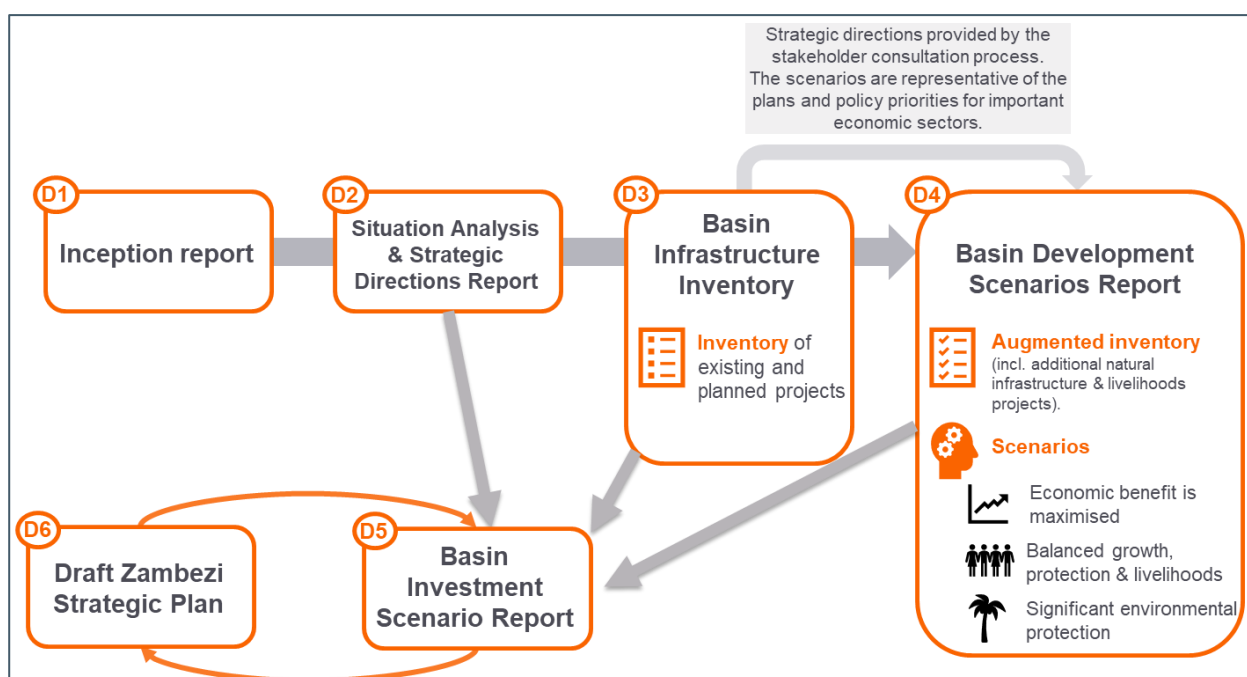 Strategic directions provided by the
stakeholder consultation process.
The scenarios are representative of the
plans and policy priorities for important
economic sectors.
D1
Inception report
D2
Situation Analysis
& Strategic
Directions Report
D3
Basin
Infrastructure
Inventory
Inventory of
existing and
planned projects
D4
Basin Development
Scenarios Report
Augmented inventory
(incl. additional natural
infrastructure & livelihoods
projects).
Scenarios
Economic benefit is
maximised
Balanced growth,
protection & livelihoods
Significant environmental
protection
D5
Basin
Investment
Scenario Report
D6
Draft Zambezi
Strategic Plan